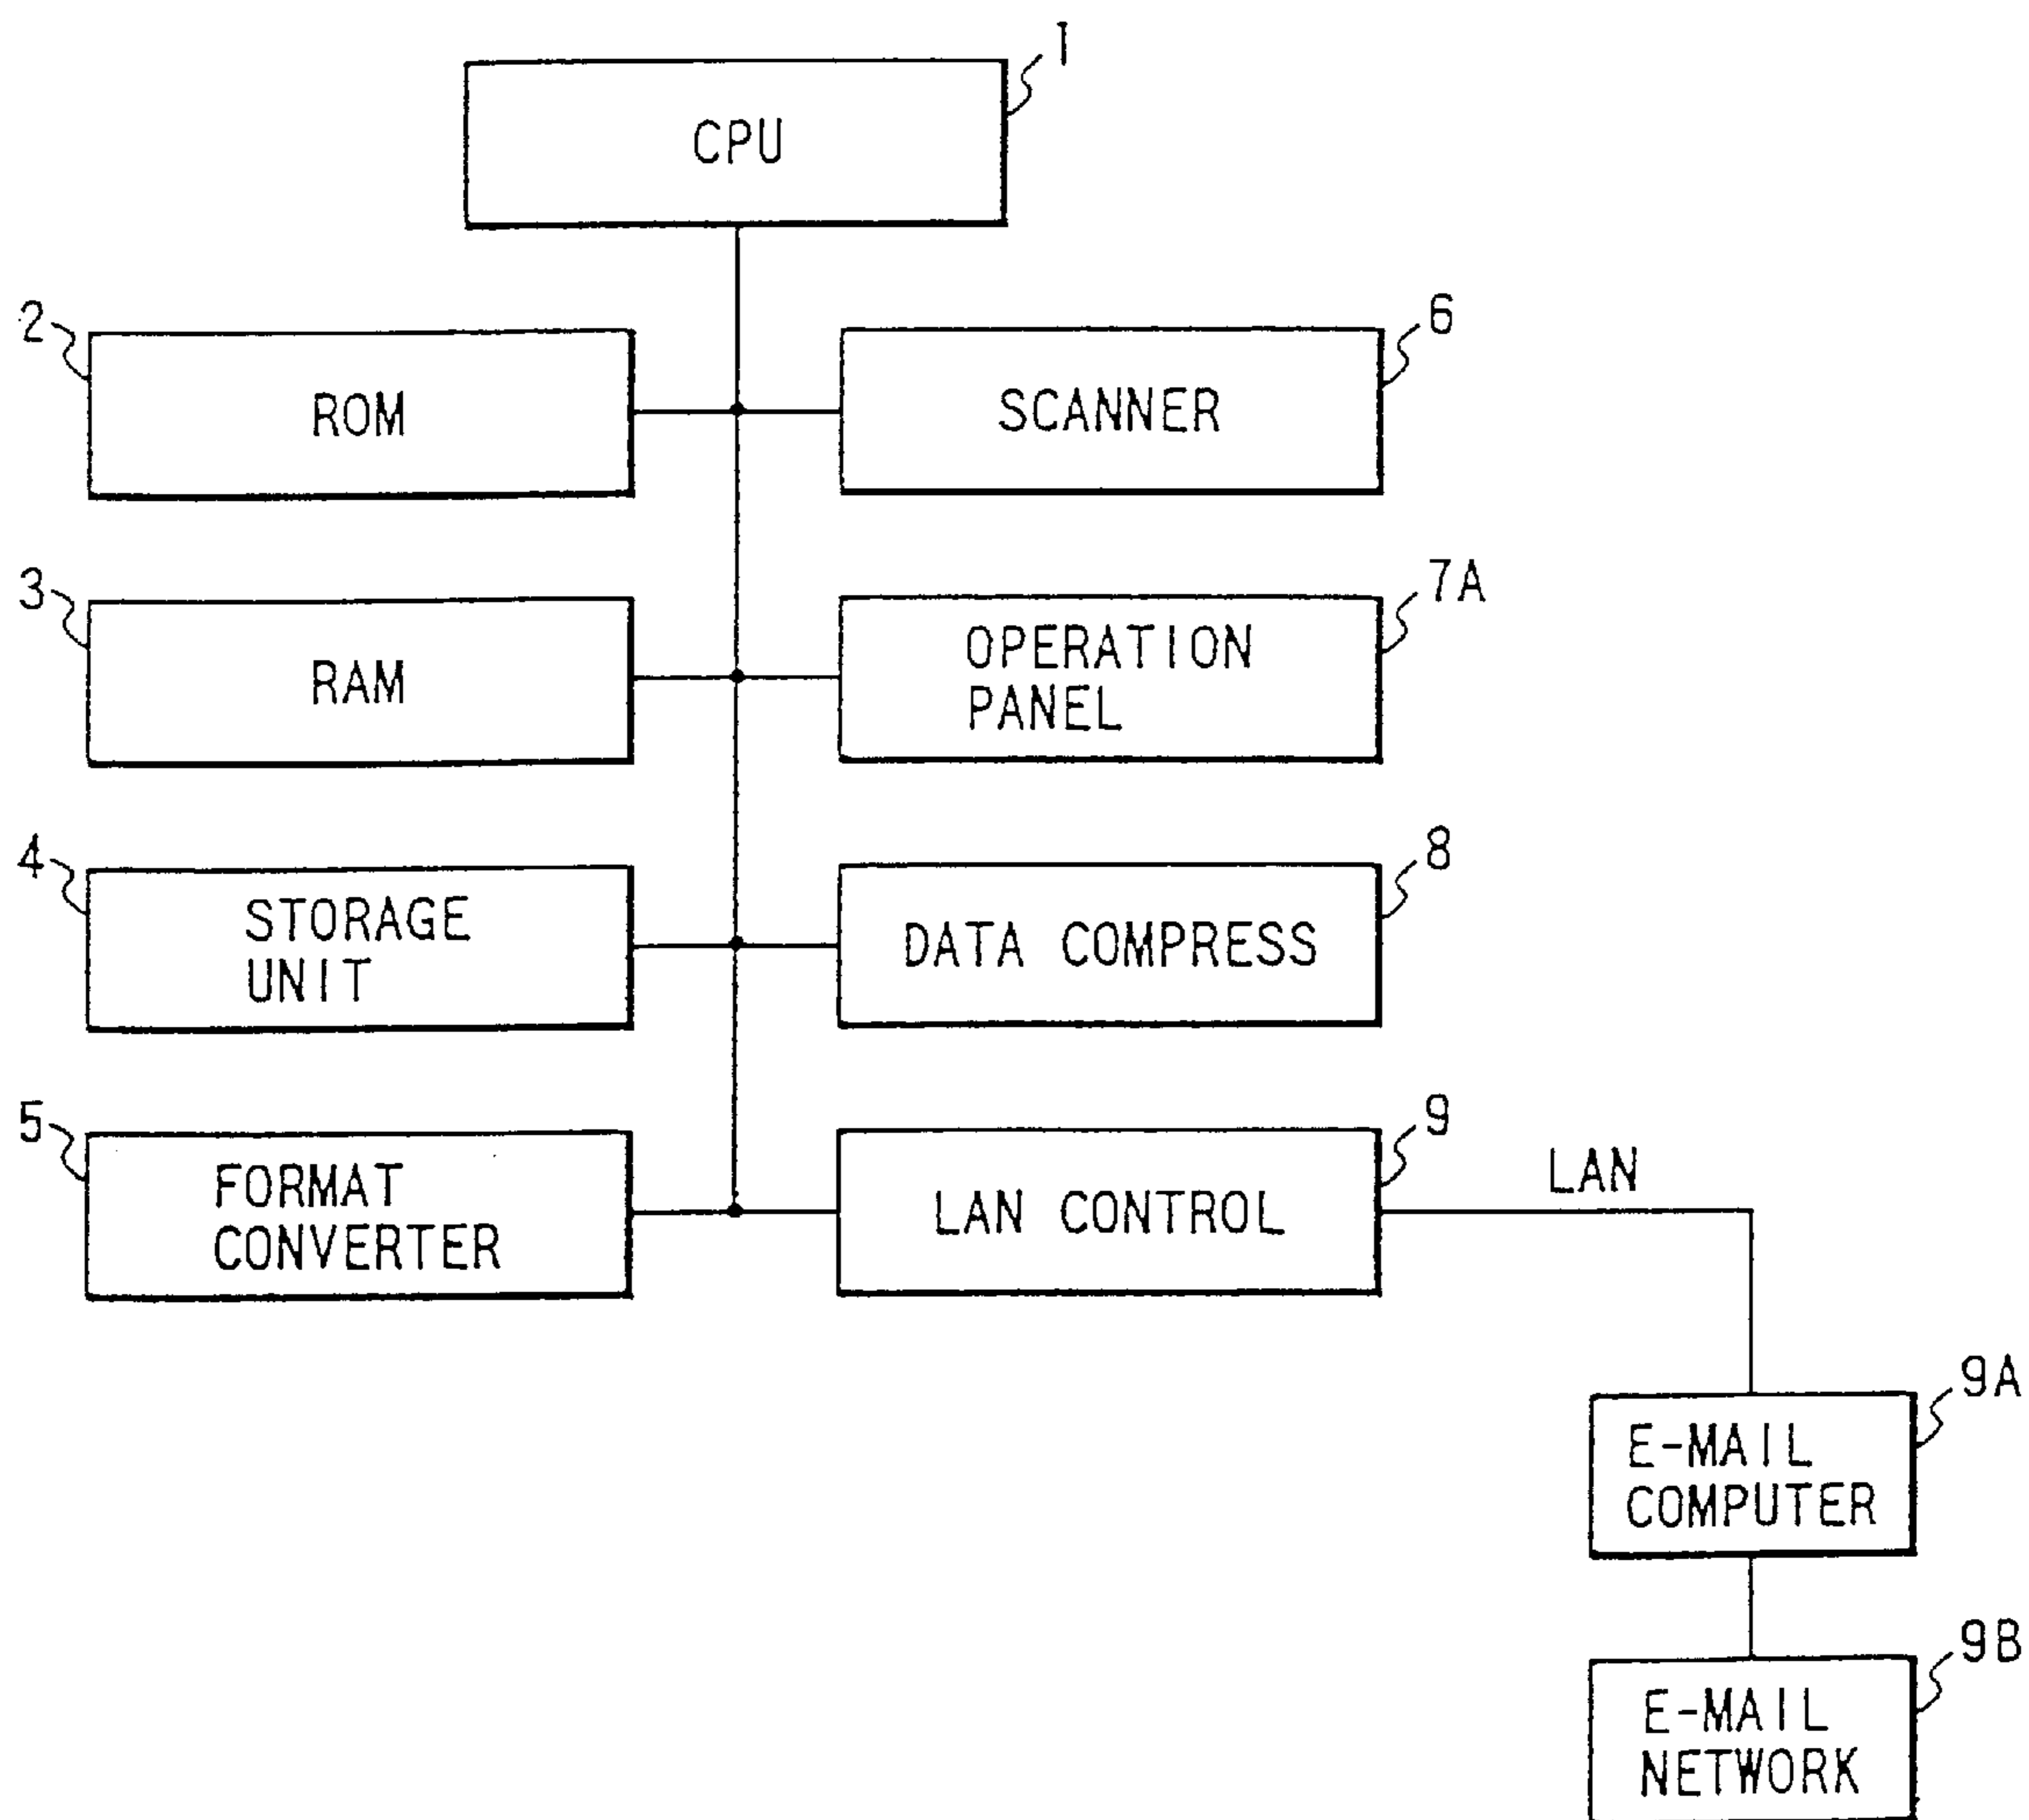 1
CPU
2
ROM
6
SCANNER
3
RAM
7A
OPERATION
PANEL
4
STORAGE
UNIT
8
DATA COMPRESS
5
FORMAT
CONVERTER
9
LAN CONTROL
LAN
9A
E-MAIL
COMPUTER
9B
E-MAIL
NETWORK